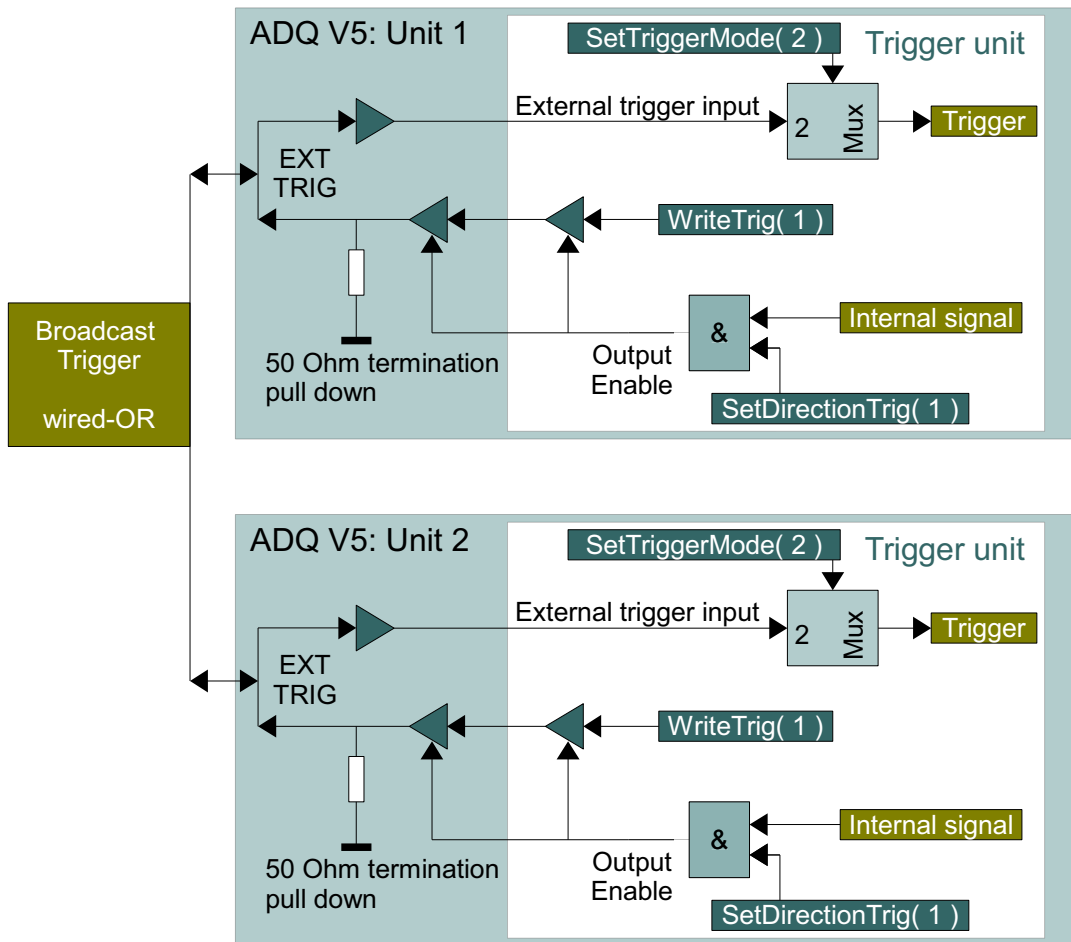 ADQ V5: Unit 1
SetTriggerMode( 2 )
Trigger unit
External trigger input
2
Mux
Trigger
EXT
TRIG
WriteTrig( 1 )
Internal signal
&
Output
Enable
50 Ohm termination
pull down
SetDirectionTrig( 1 )
Broadcast
Trigger
wired-OR
ADQ V5: Unit 2
SetTriggerMode( 2 )
Trigger unit
External trigger input
2
Mux
Trigger
EXT
TRIG
WriteTrig( 1 )
Internal signal
&
Output
Enable
50 Ohm termination
pull down
SetDirectionTrig( 1 )